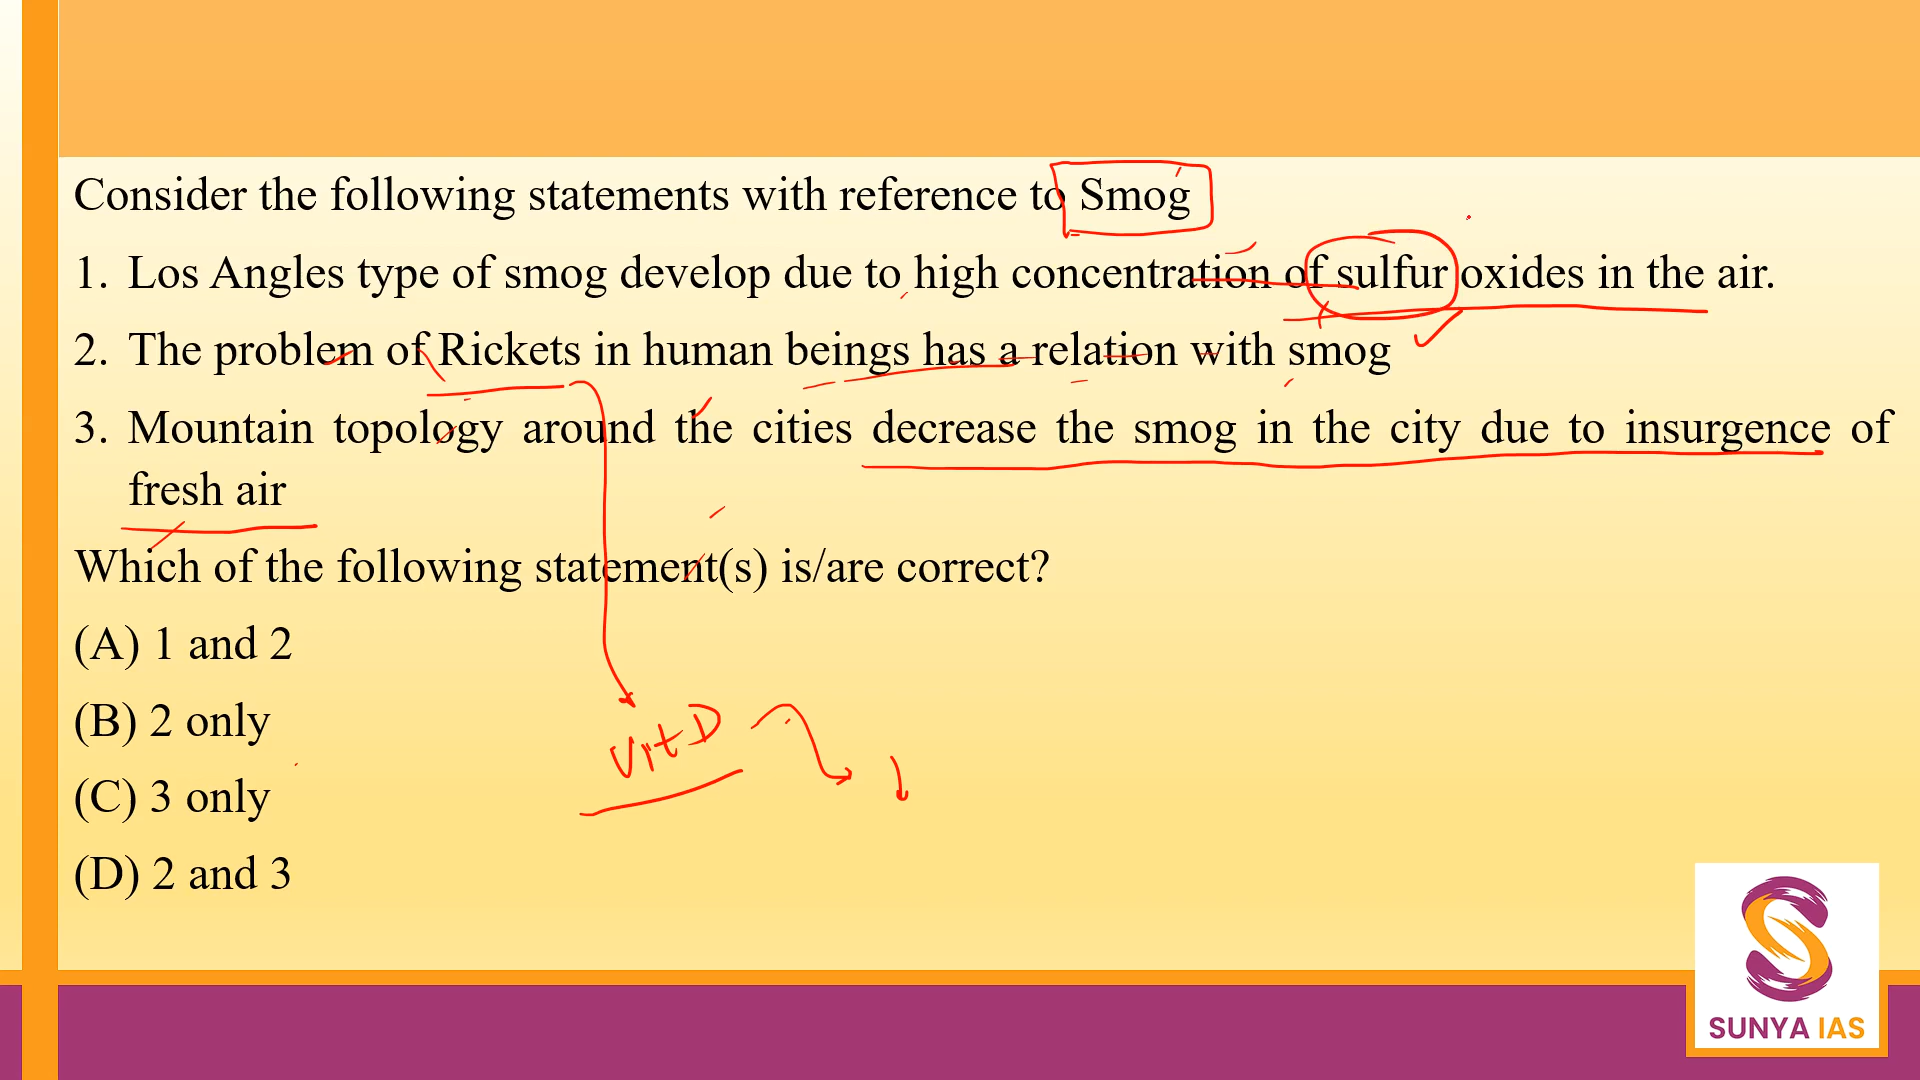 Consider the following statements with reference to Smog
1. Los Angles type of smog develop due to high concentration of sulfur oxides in the air.
2. The problem of Rickets in human beings has a relation with smog
3. Mountain topology around the cities decrease the smog in the city due to insurgence of
fresh air
Which of the following statement(s) is/are correct?
(A) 1 and 2
(B) 2 only
Vit D
(C) 3 only
(D) 2 and 3
SUNYA IAS